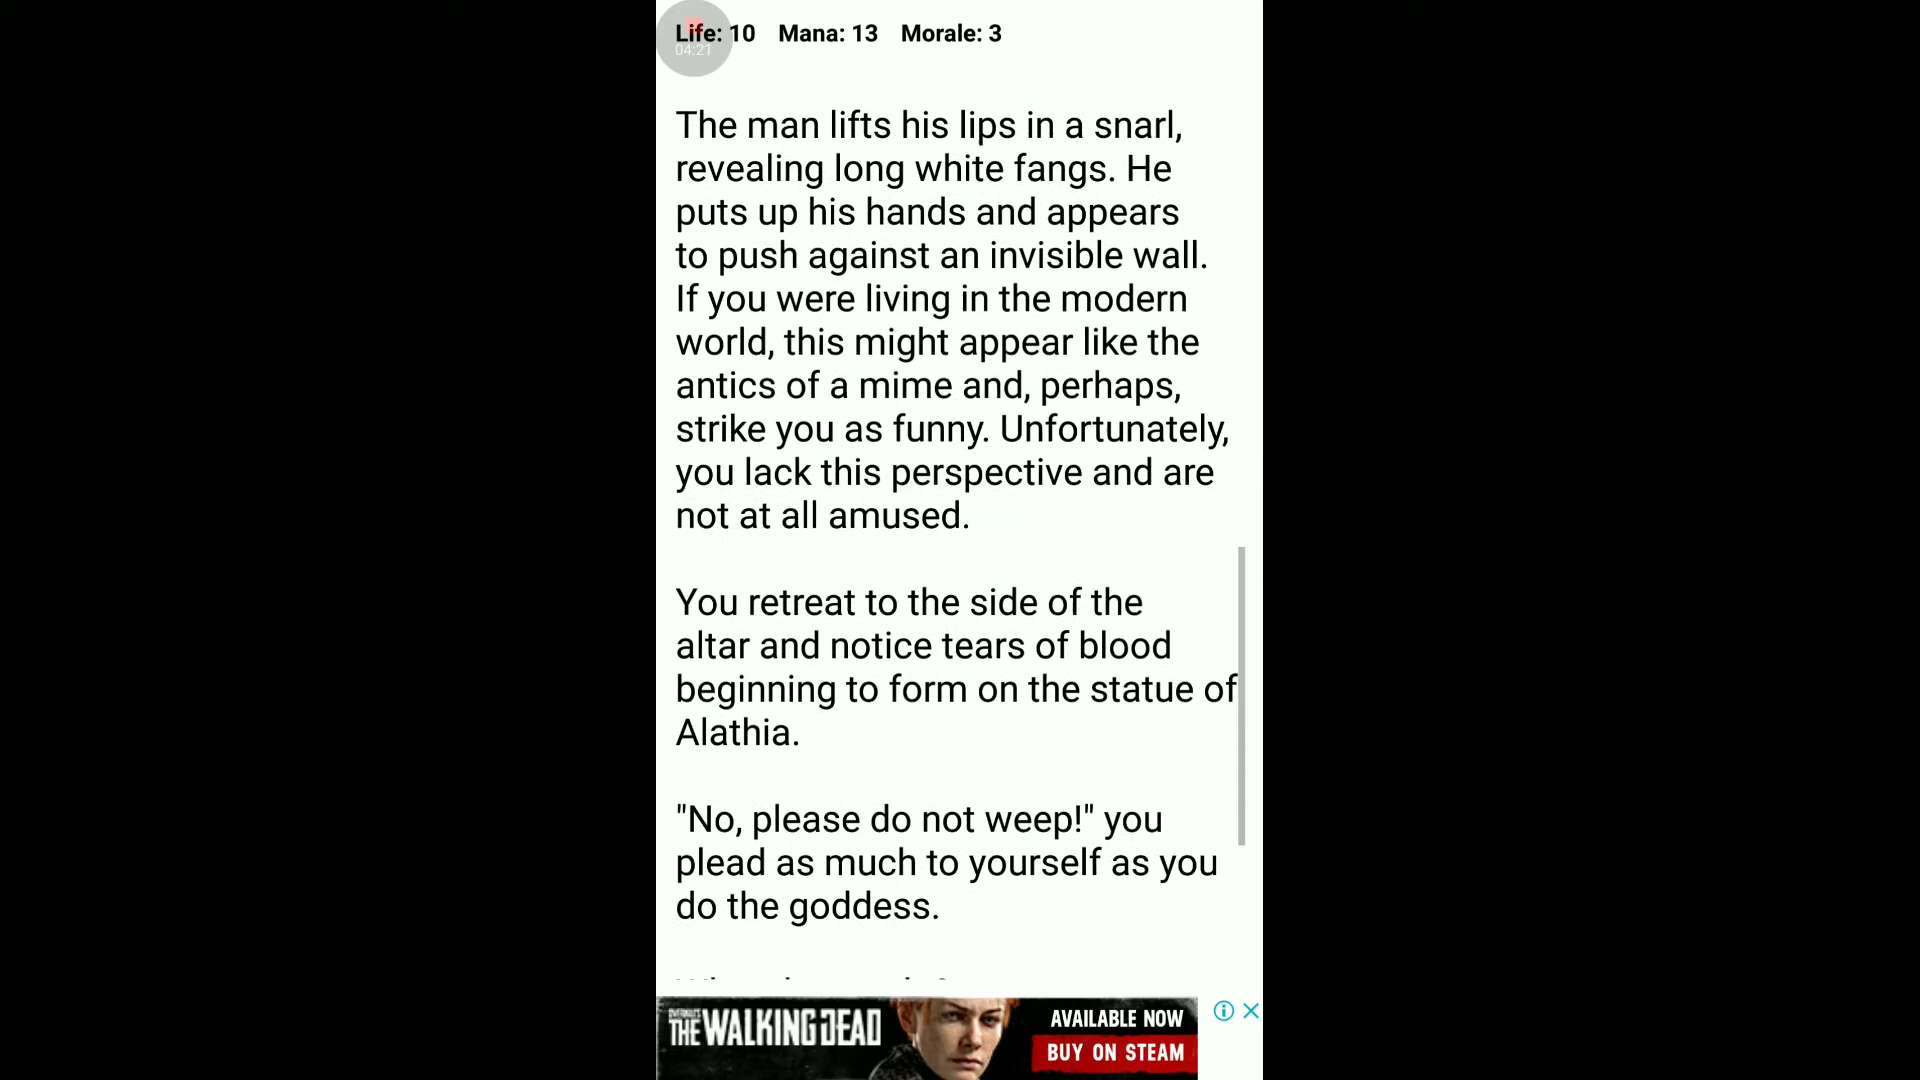 Life: 10 Mana: 13 Morale: 3
04:21
The man lifts his lips in a snarl,
revealing long white fangs. He
puts up his hands and appears
to push against an invisible wall.
If you were living in the modern
world, this might appear like the
antics of a mime and, perhaps,
strike you as funny. Unfortunately,
you lack this perspective and are
not at all amused.
You retreat to the side of the
altar and notice tears of blood
beginning to form on the statue of
Alathia.
"No, please do not weep!" you
plead as much to yourself as you
do the goddess.
OVERKILL'S
THE WALKING DEAD
AVAILABLE NOW
BUY ON STEAM